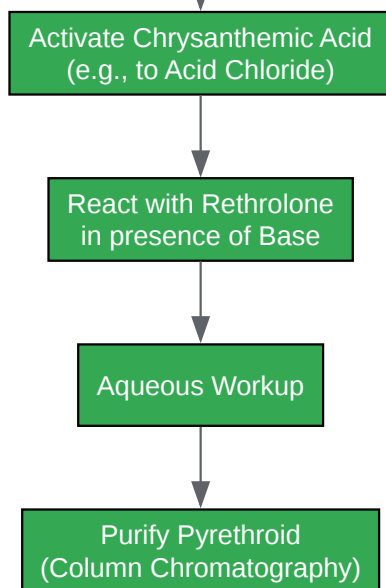 Activate Chrysanthemic Acid
(e.g., to Acid Chloride)
React with Rethrolone
in presence of Base
Aqueous Workup
Purify Pyrethroid
(Column Chromatography)